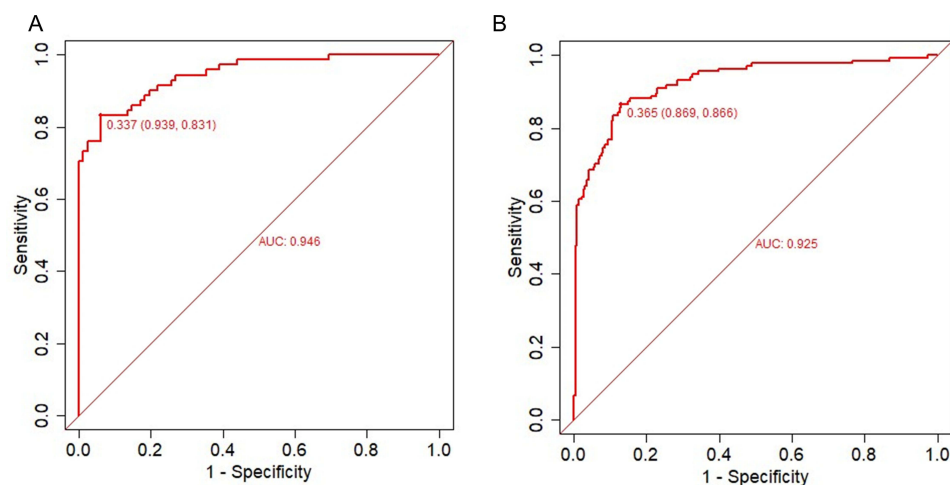 A
1.0
0.8
0.6
0.4
0.2
0.0
Sensitivity
0.337 (0.939, 0.831)
AUC: 0.946
0.0 0.2 0.4 0.6 0.8 1.0
1 - Specificity
B
1.0
0.8
0.6
0.4
0.2
0.0
Sensitivity
0.365 (0.869, 0.866)
AUC: 0.925
0.0 0.2 0.4 0.6 0.8 1.0
1 - Specificity